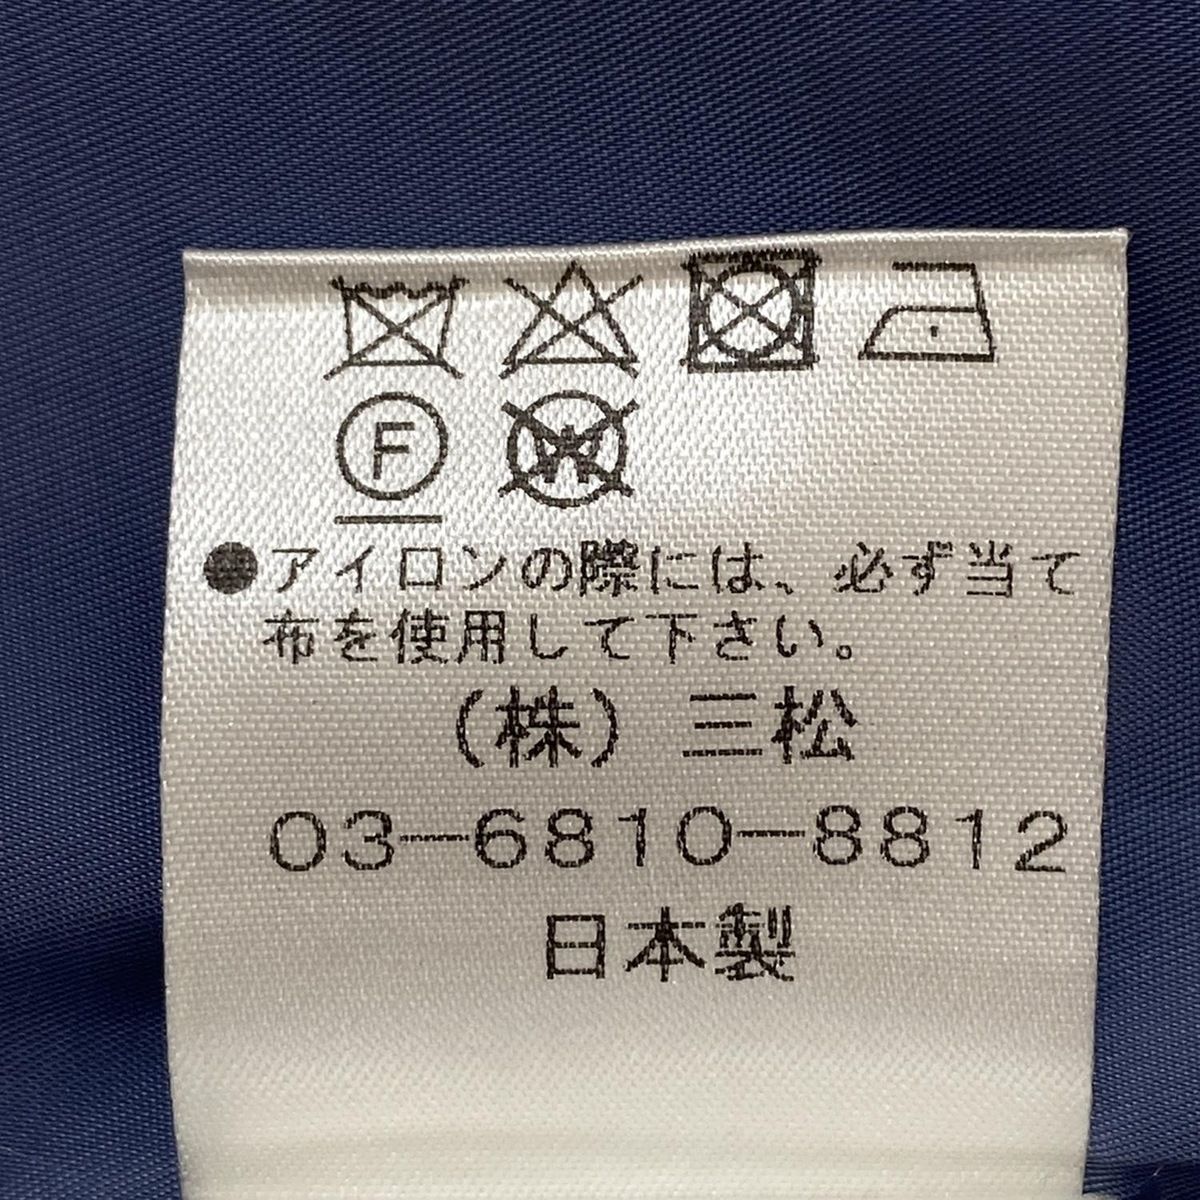 F W
●アイロンの際には、必ず当て
布を使用して下さい。
（株）三松
０３－６８１０－８８１２
日本製